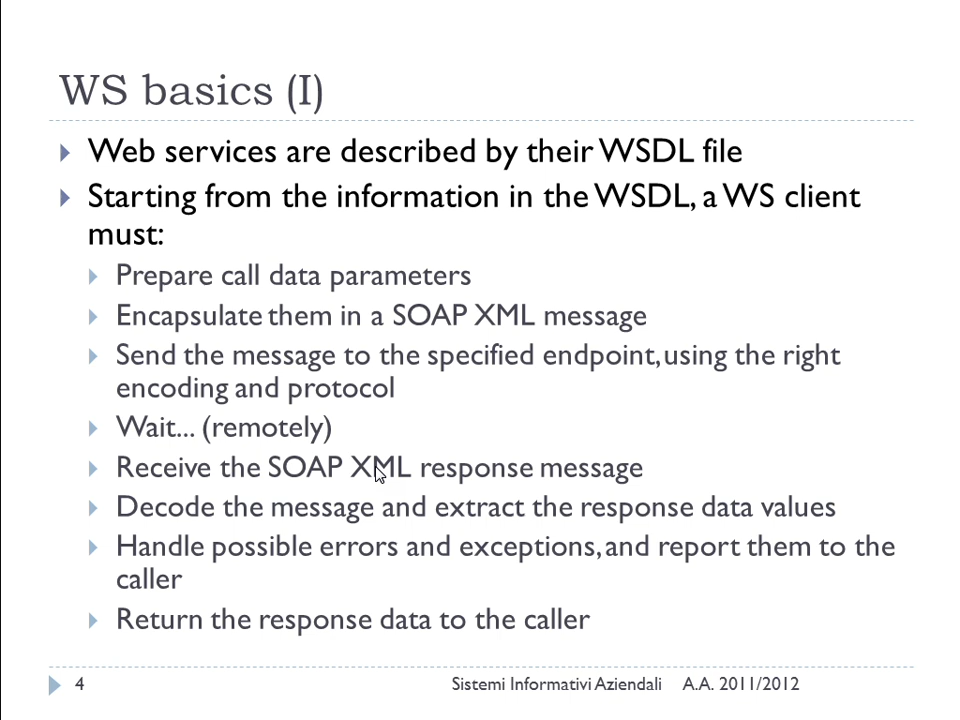 WS basics (I)
Web services are described by their WSDL file
Starting from the information in the WSDL, a WS client
must:
Prepare call data parameters
Encapsulate them in a SOAP XML message
Send the message to the specified endpoint, using the right
encoding and protocol
Wait... (remotely)
Receive the SOAP XML response message
Decode the message and extract the response data values
Handle possible errors and exceptions, and report them to the
caller
Return the response data to the caller
4 Sistemi Informativi Aziendali A.A. 2011/2012